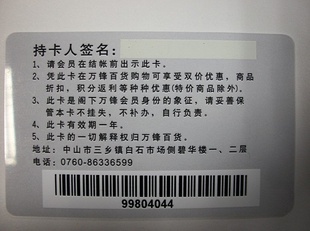 持卡人签名:
1、请会员在结帐前出示此卡。
2、凭此卡在万锋百货购物可享受双价优惠，商品
折扣，积分返利等种种优惠(特价商品除外)。
3、此卡是阁下万锋会员身份的象征，请妥善保
管本卡不挂失，不补办，自行负责。
4、此卡有效期一年。
5、此卡的一切解释权归万锋百货。
地址：中山市三乡镇白石市场侧碧华楼一、二层
电话：0760-86336599
99804044